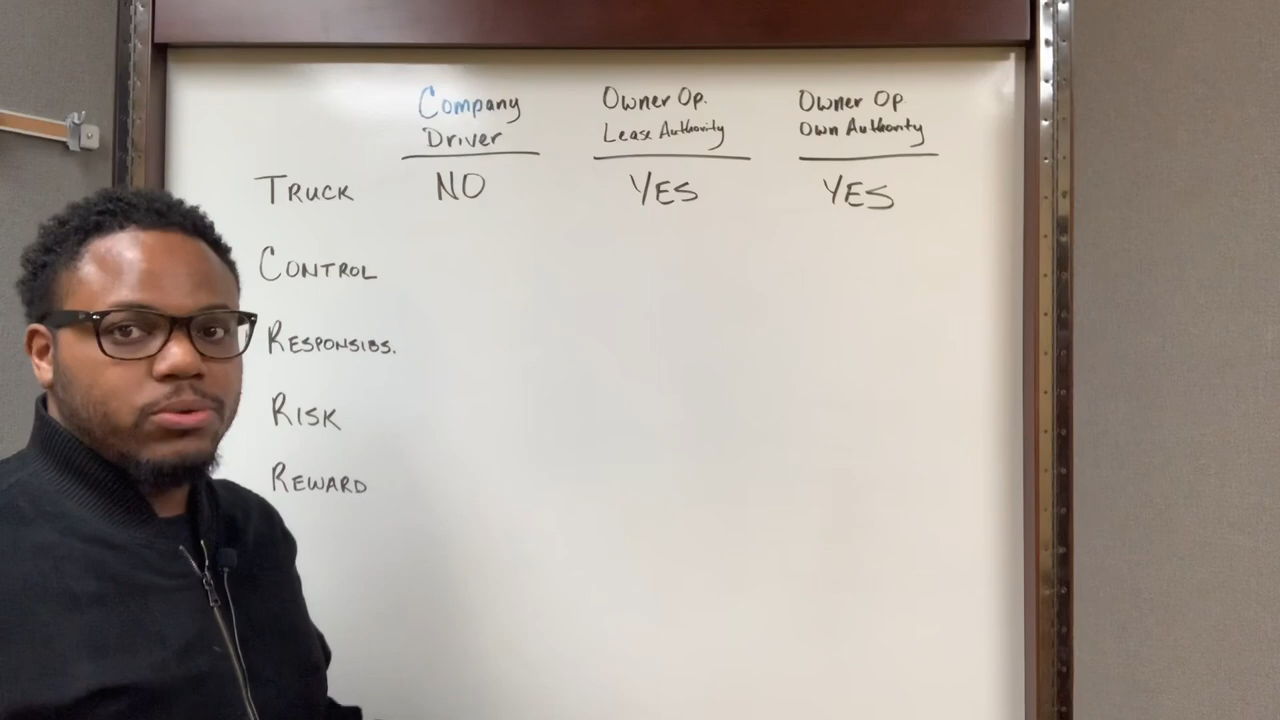 Company Driver
Owner Op. Lease Authority
Owner Op Own Authority
TRUCK NO YES YES
CONTROL
RESPONSIBS.
RISK
REWARD